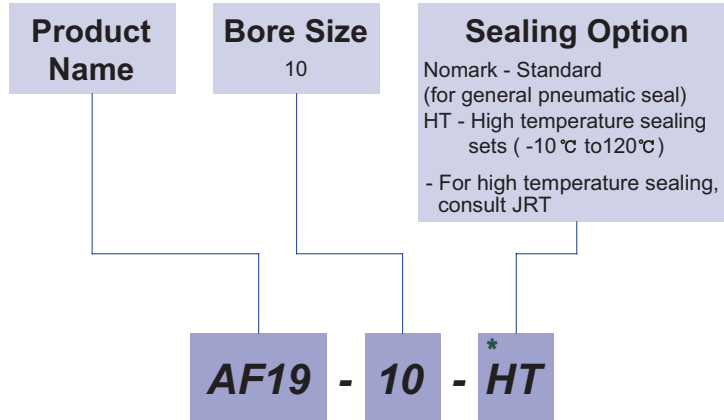 Product
Name
Bore Size
10
Sealing Option
Nomark - Standard
(for general pneumatic seal)
HT - High temperature sealing
sets ( -10℃ to120℃)
- For high temperature sealing,
consult JRT
*
AF19 - 10 - HT